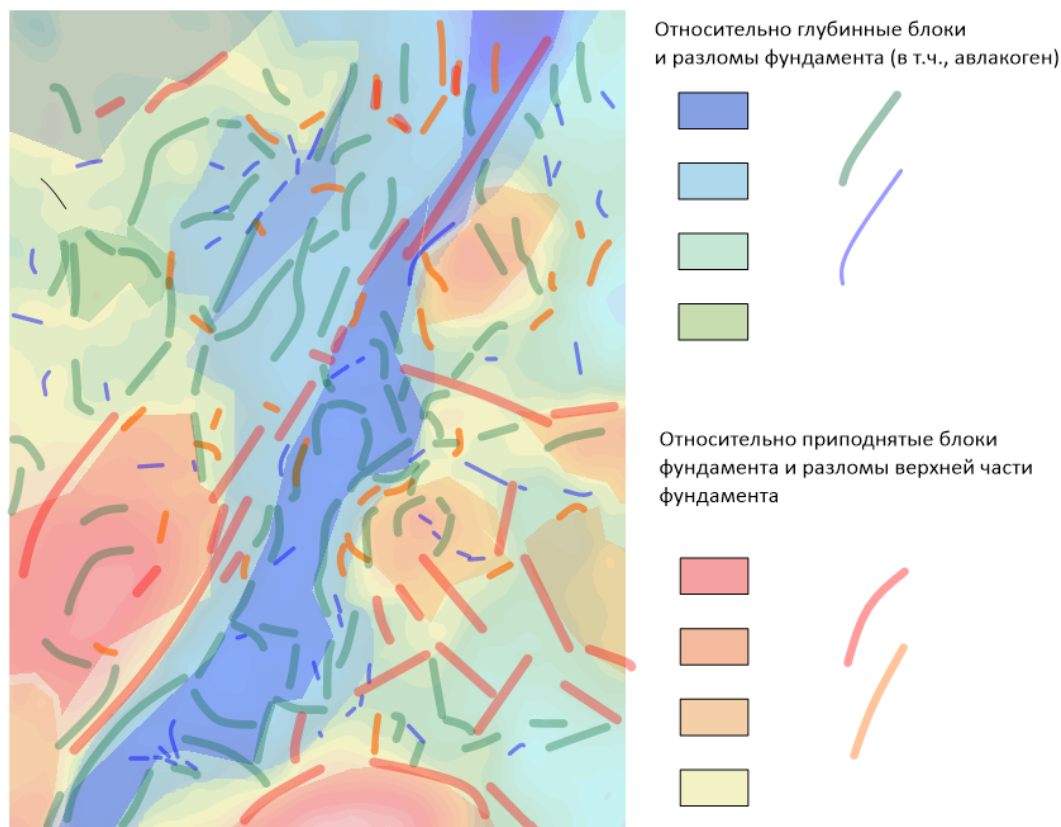 Относительно глубинные блоки
и разломы фундамента (в т.ч., авлакоген)
Относительно приподнятые блоки
фундамента и разломы верхней части
фундамента